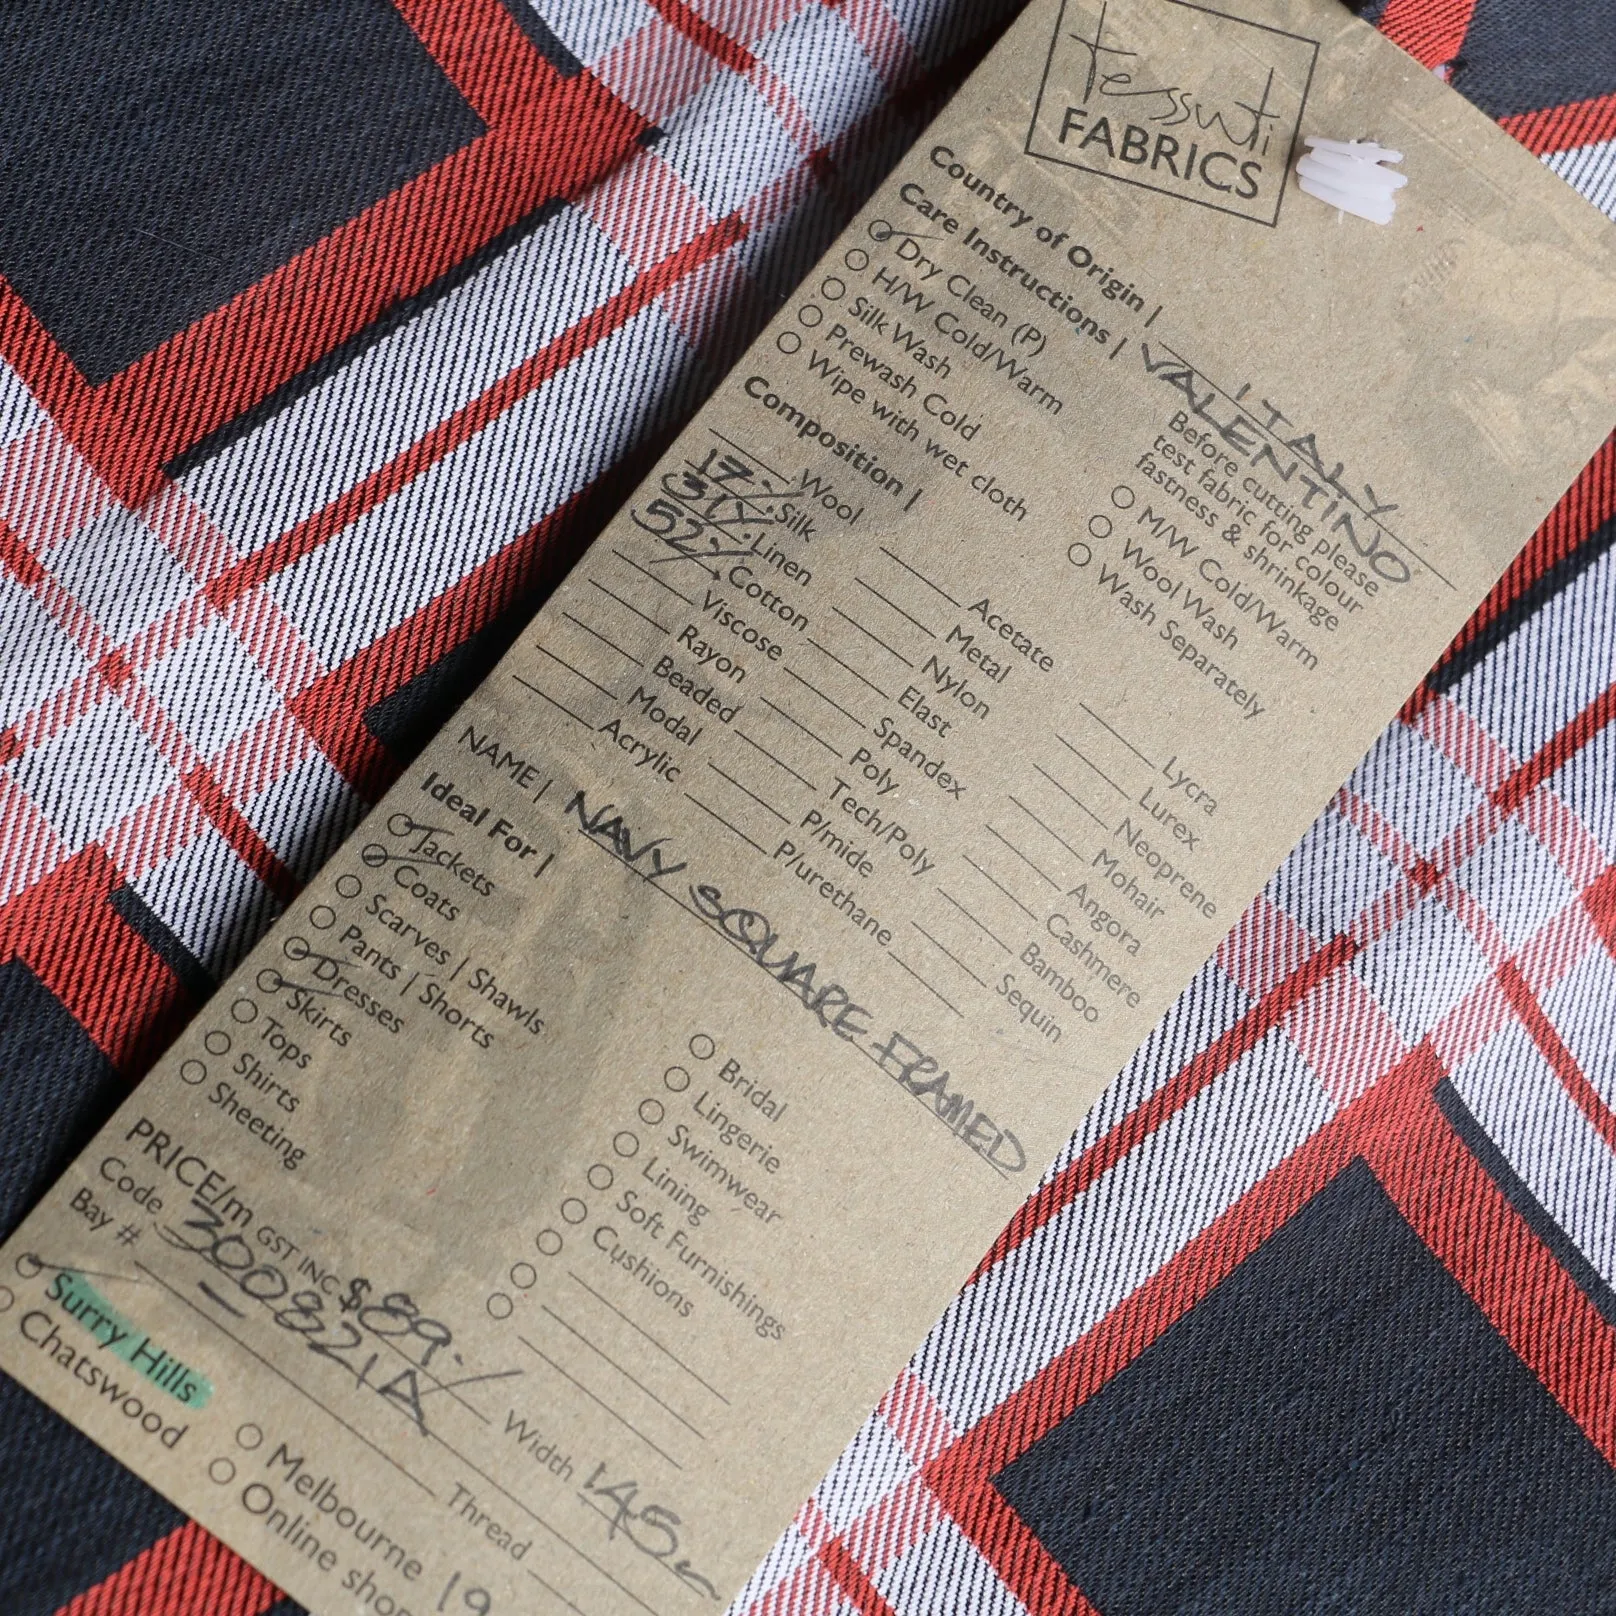 tessuti
FABRICS
Country of Origin | ITALY
Care Instructions | VALENTINO
Dry Clean (P)
H/W Cold/Warm
Silk Wash
Prewash Cold
Wipe with wet cloth
Before cutting please
test fabric for colour
fastness & shrinkage
M/W Cold/Warm
Wool Wash
Wash Separately
Composition |
Wool
17% Silk
31% Linen
52% Cotton
Viscose
Rayon
Beaded
Modal
Acrylic
Acetate
Metal
Nylon
Elast
Spandex
Poly
Tech/Poly
P/mide
P/urethane
Lycra
Lurex
Neoprene
Mohair
Angora
Cashmere
Bamboo
Sequin
NAME | NAVY SQUARE FRAMED
Ideal For |
Jackets
Coats
Scarves | Shawls
Pants | Shorts
Dresses
Skirts
Tops
Shirts
Sheeting
Bridal
Lingerie
Swimwear
Lining
Soft Furnishings
Cushions
PRICE/m GST INC $89.-
Code 300821A Width 145
Bay # - Thread
Surry Hills
Chatswood
Melbourne
Online shop
19